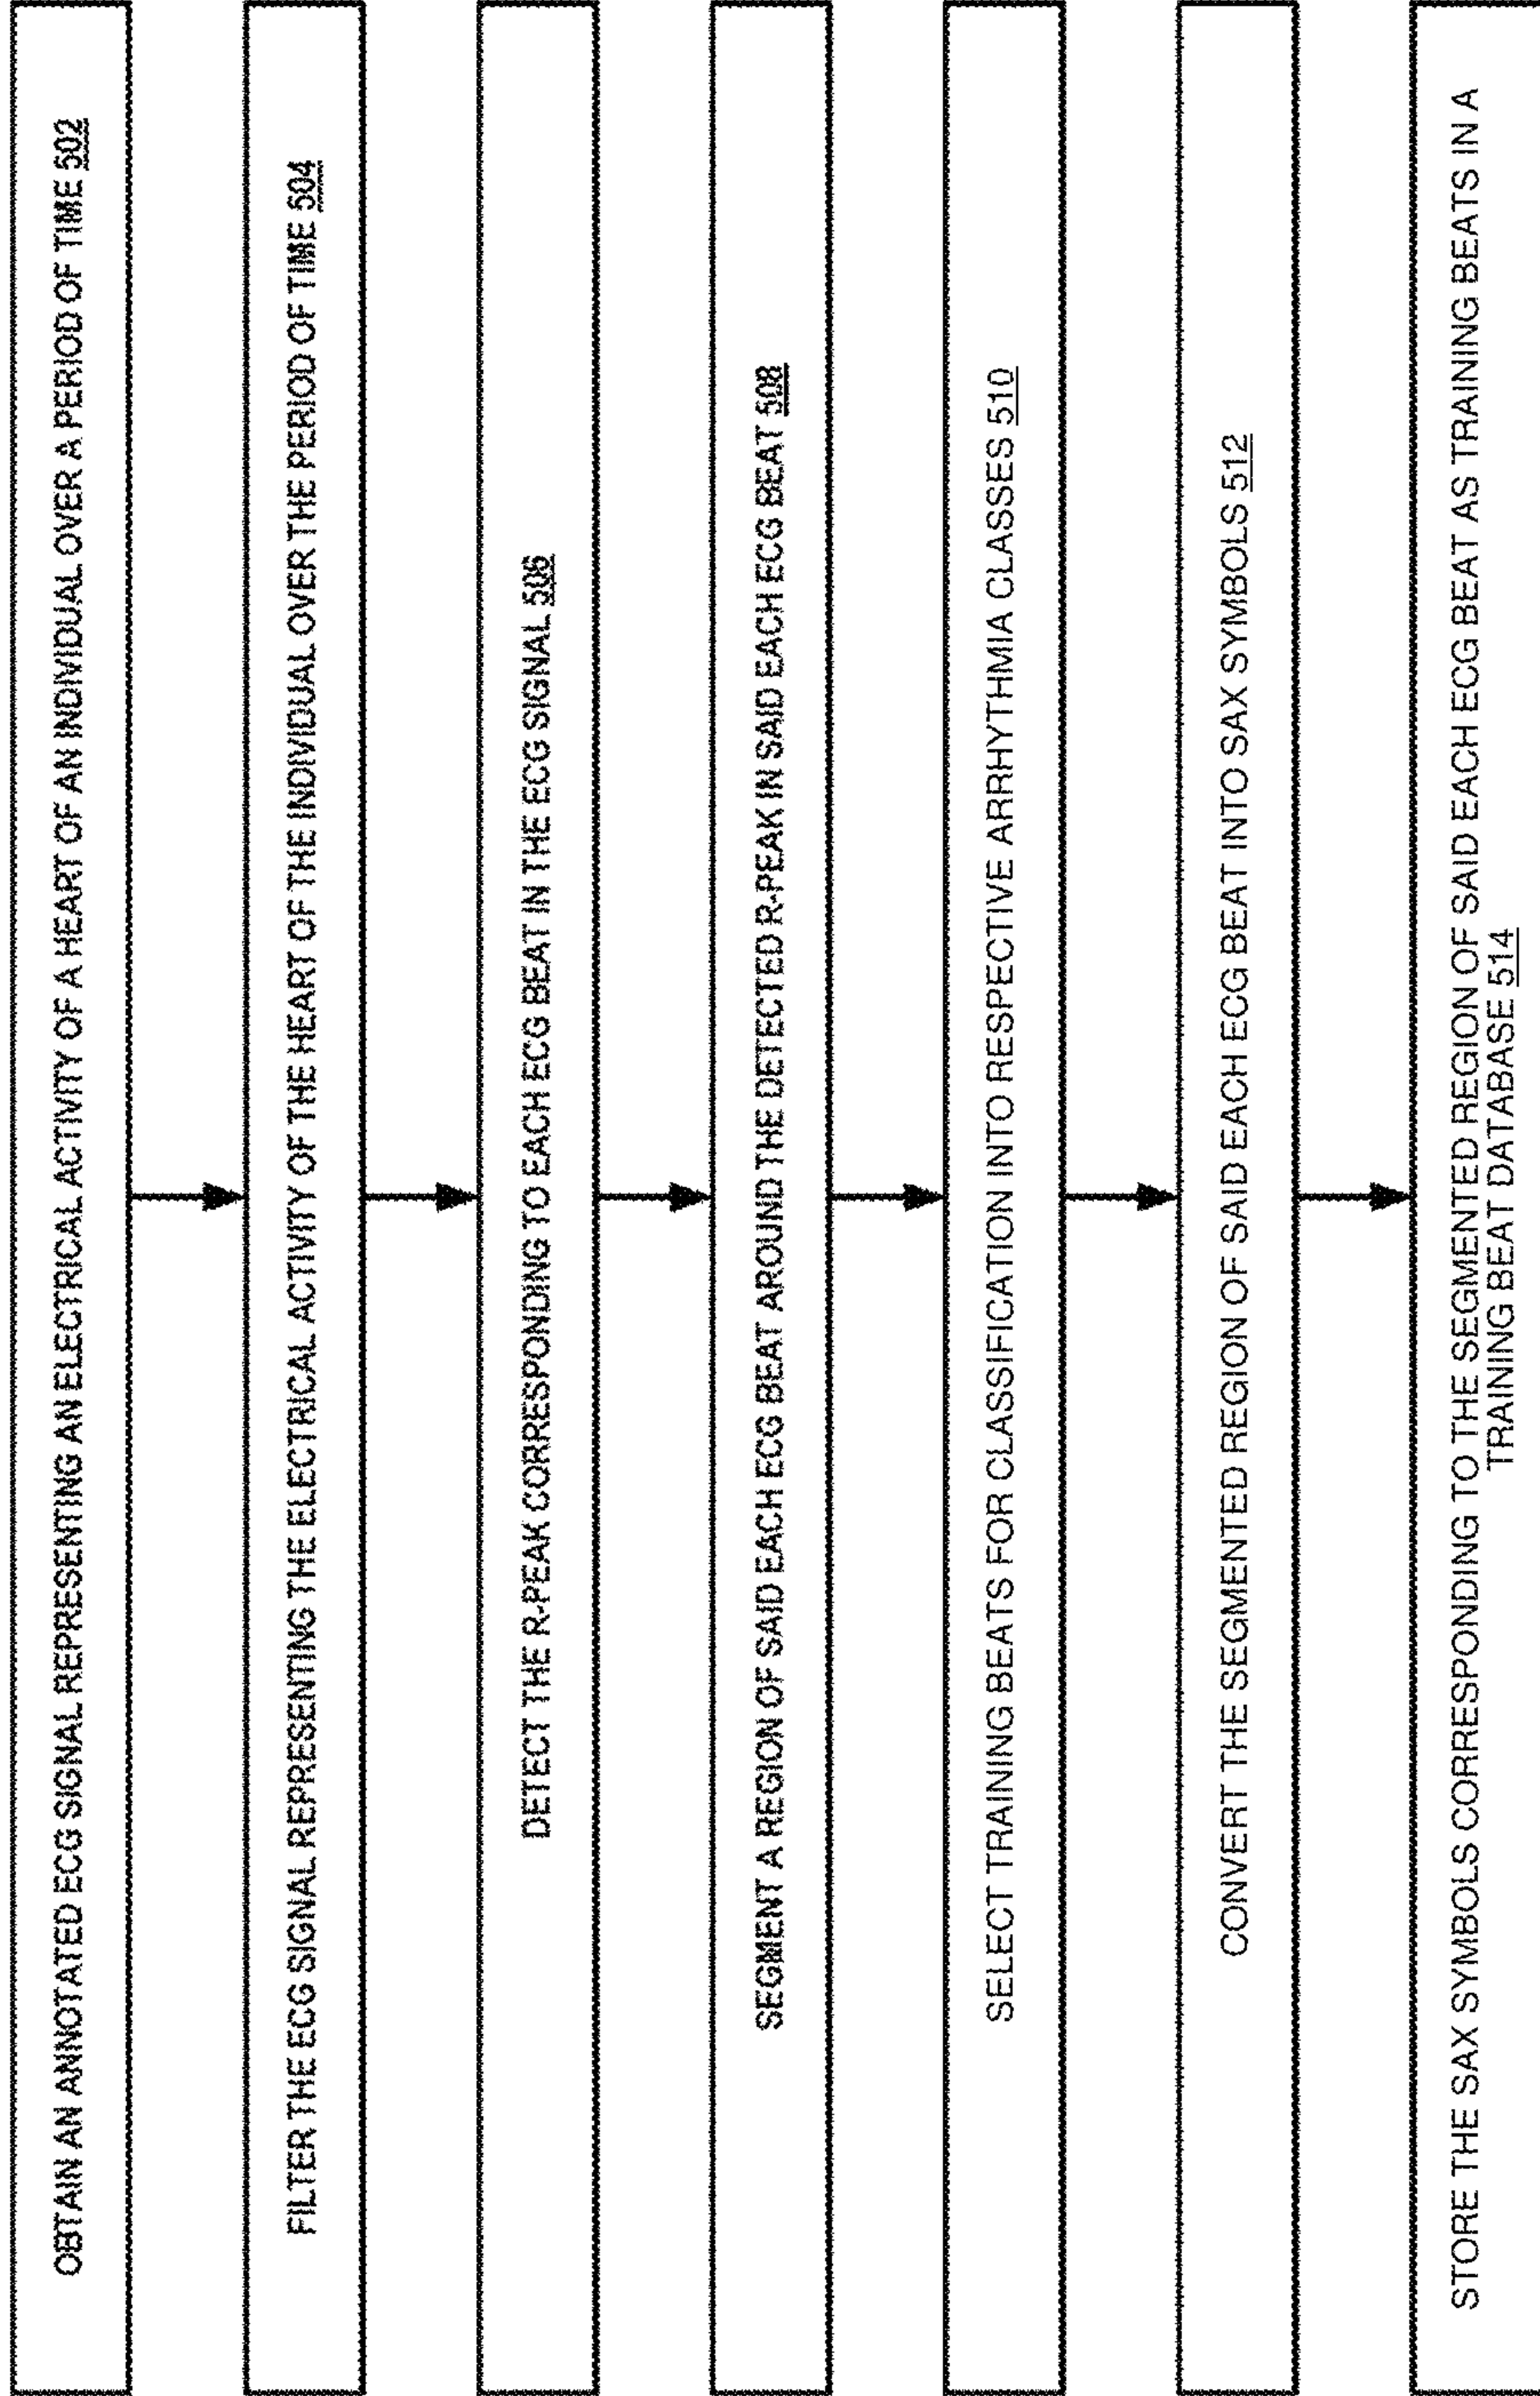 OBTAIN AN ANNOTATED ECG SIGNAL REPRESENTING AN ELECTRICAL ACTIVITY OF A HEART OF AN INDIVIDUAL OVER A PERIOD OF TIME 502
FILTER THE ECG SIGNAL REPRESENTING THE ELECTRICAL ACTIVITY OF THE HEART OF THE INDIVIDUAL OVER THE PERIOD OF TIME 504
DETECT THE R-PEAK CORRESPONDING TO EACH ECG BEAT IN THE ECG SIGNAL 506
SEGMENT A REGION OF SAID EACH ECG BEAT AROUND THE DETECTED R-PEAK IN SAID EACH ECG BEAT 508
SELECT TRAINING BEATS FOR CLASSIFICATION INTO RESPECTIVE ARRHYTHMIA CLASSES 510
CONVERT THE SEGMENTED REGION OF SAID EACH ECG BEAT INTO SAX SYMBOLS 512
STORE THE SAX SYMBOLS CORRESPONDING TO THE SEGMENTED REGION OF SAID EACH ECG BEAT AS TRAINING BEATS IN A
TRAINING BEAT DATABASE 514